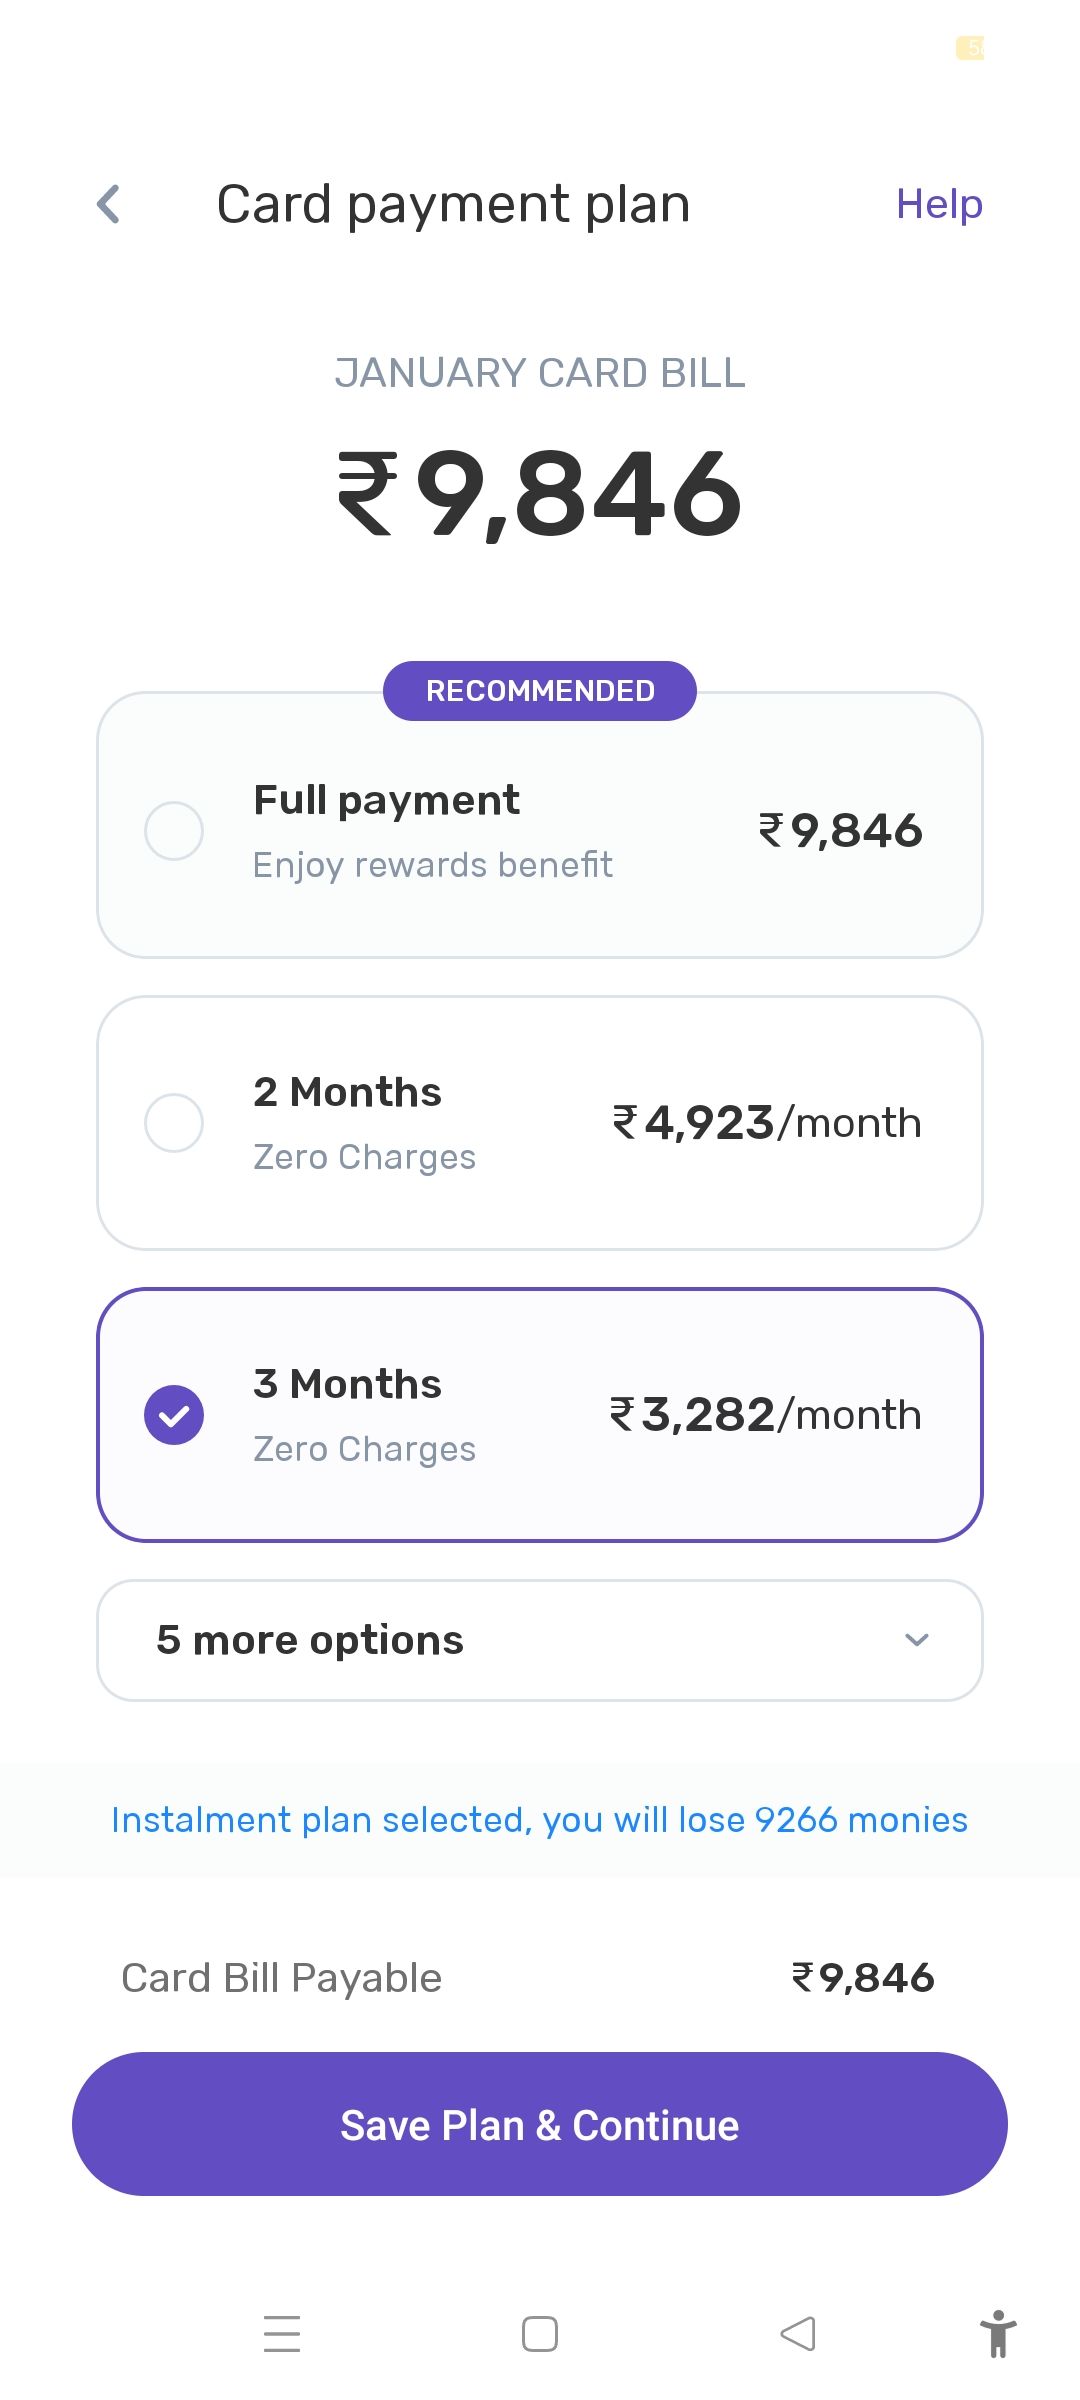 Card payment plan
Help
JANUARY CARD BILL
₹9,846
RECOMMENDED
Full payment
Enjoy rewards benefit
₹9,846
2 Months
Zero Charges
₹4,923/month
3 Months
Zero Charges
₹3,282/month
5 more options
Instalment plan selected, you will lose 9266 monies
Card Bill Payable
₹9,846
Save Plan & Continue